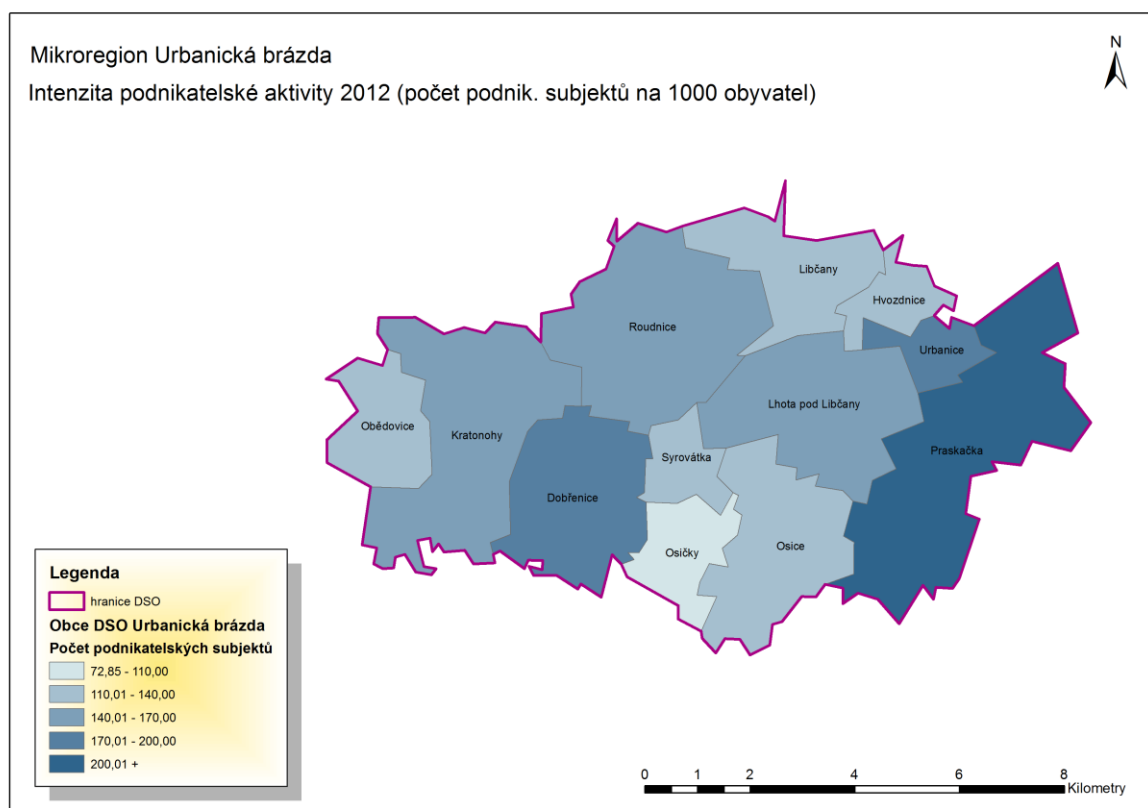 Mikroregion Urbanická brázda
Intenzita podnikatelské aktivity 2012 (počet podnik. subjektů na 1000 obyvatel)
N
Libčany
Hvozdnice
Roudnice
Urbanice
Lhota pod Libčany
Obědovice
Kratonohy
Praskačka
Syrovátka
Dobřenice
Osičky
Osice
Legenda
hranice DSO
Obce DSO Urbanická brázda
Počet podnikatelských subjektů
72,85 - 110,00
110,01 - 140,00
140,01 - 170,00
170,01 - 200,00
200,01 +
0 1 2 4 6 8
Kilometry